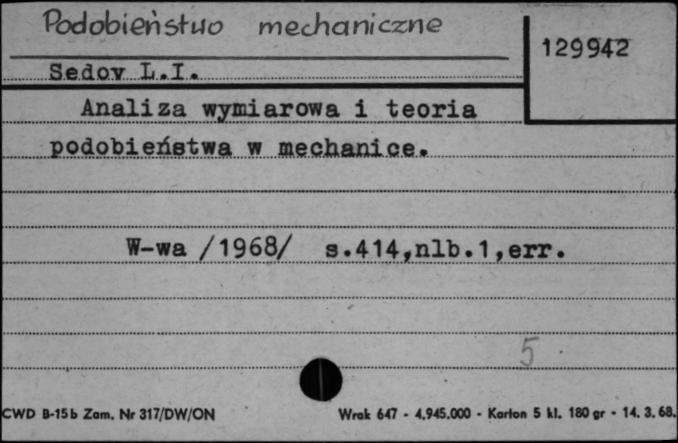 Podobieństwo mechaniczne
129942
Sedov L.I.
Analiza wymiarowa i teoria
podobieństwa w mechanice.
W-wa /1968/ s.414,nlb.1,err.
5
CWD B-15b Zam. Nr 317/DW/ON Wrak 647 - 4.945.000 - Karton 5 kl. 180 gr - 14. 3. 68.